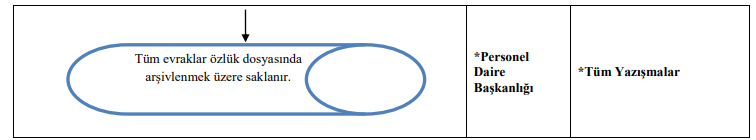 Tüm evraklar özlük dosyasında
arşivlenmek üzere saklanır.
*Personel
Daire
Başkanlığı
*Tüm Yazışmalar